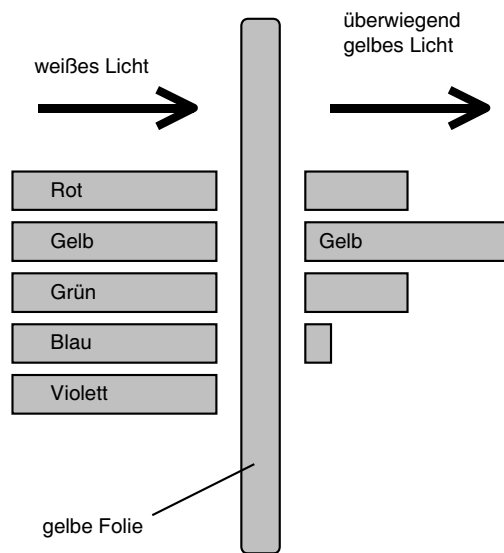 weißes Licht
überwiegend
gelbes Licht
Rot
Gelb
Gelb
Grün
Blau
Violett
gelbe Folie